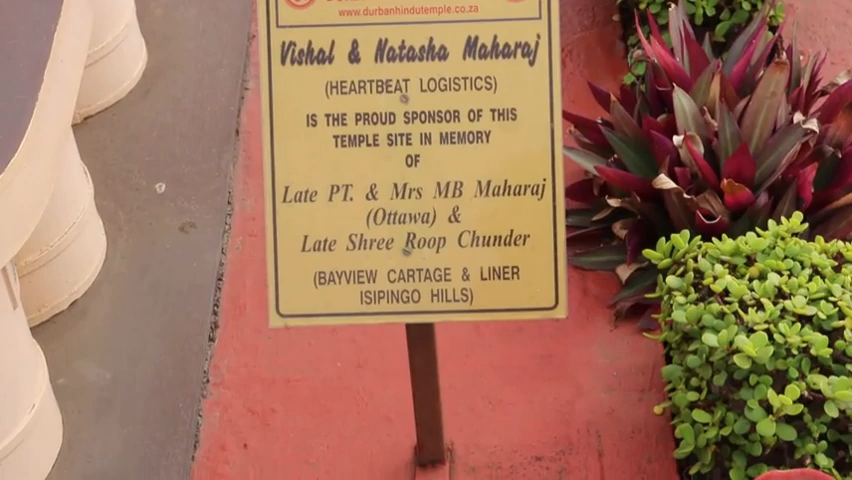 www.durbanhindutemple.co.za
Vishal & Natasha Maharaj
(HEARTBEAT LOGISTICS)
IS THE PROUD SPONSOR OF THIS
TEMPLE SITE IN MEMORY
OF
Late PT. & Mrs MB Maharaj
(Ottawa) &
Late Shree Roop Chunder
(BAYVIEW CARTAGE & LINER
ISIPINGO HILLS)